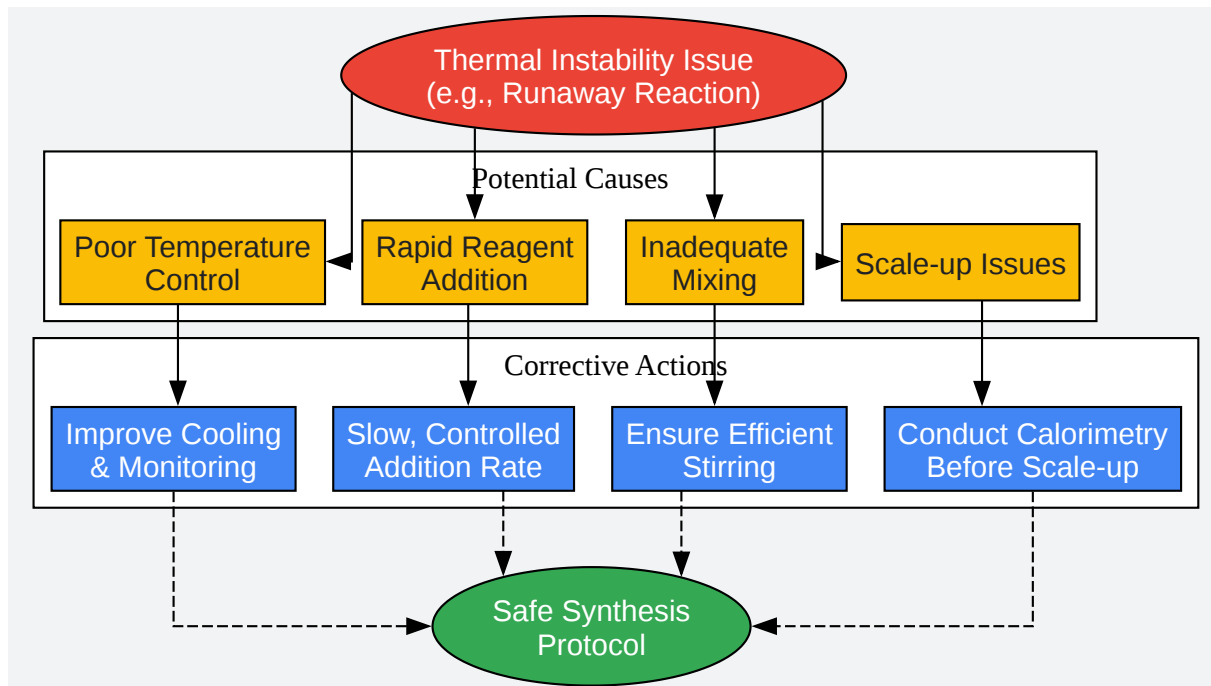 Thermal Instability Issue
(e.g., Runaway Reaction)
Potential Causes
Poor Temperature
Control
Rapid Reagent
Addition
Inadequate
Mixing
Scale-up Issues
Corrective Actions
Improve Cooling
& Monitoring
Slow, Controlled
Addition Rate
Ensure Efficient
Stirring
Conduct Calorimetry
Before Scale-up
Safe Synthesis
Protocol